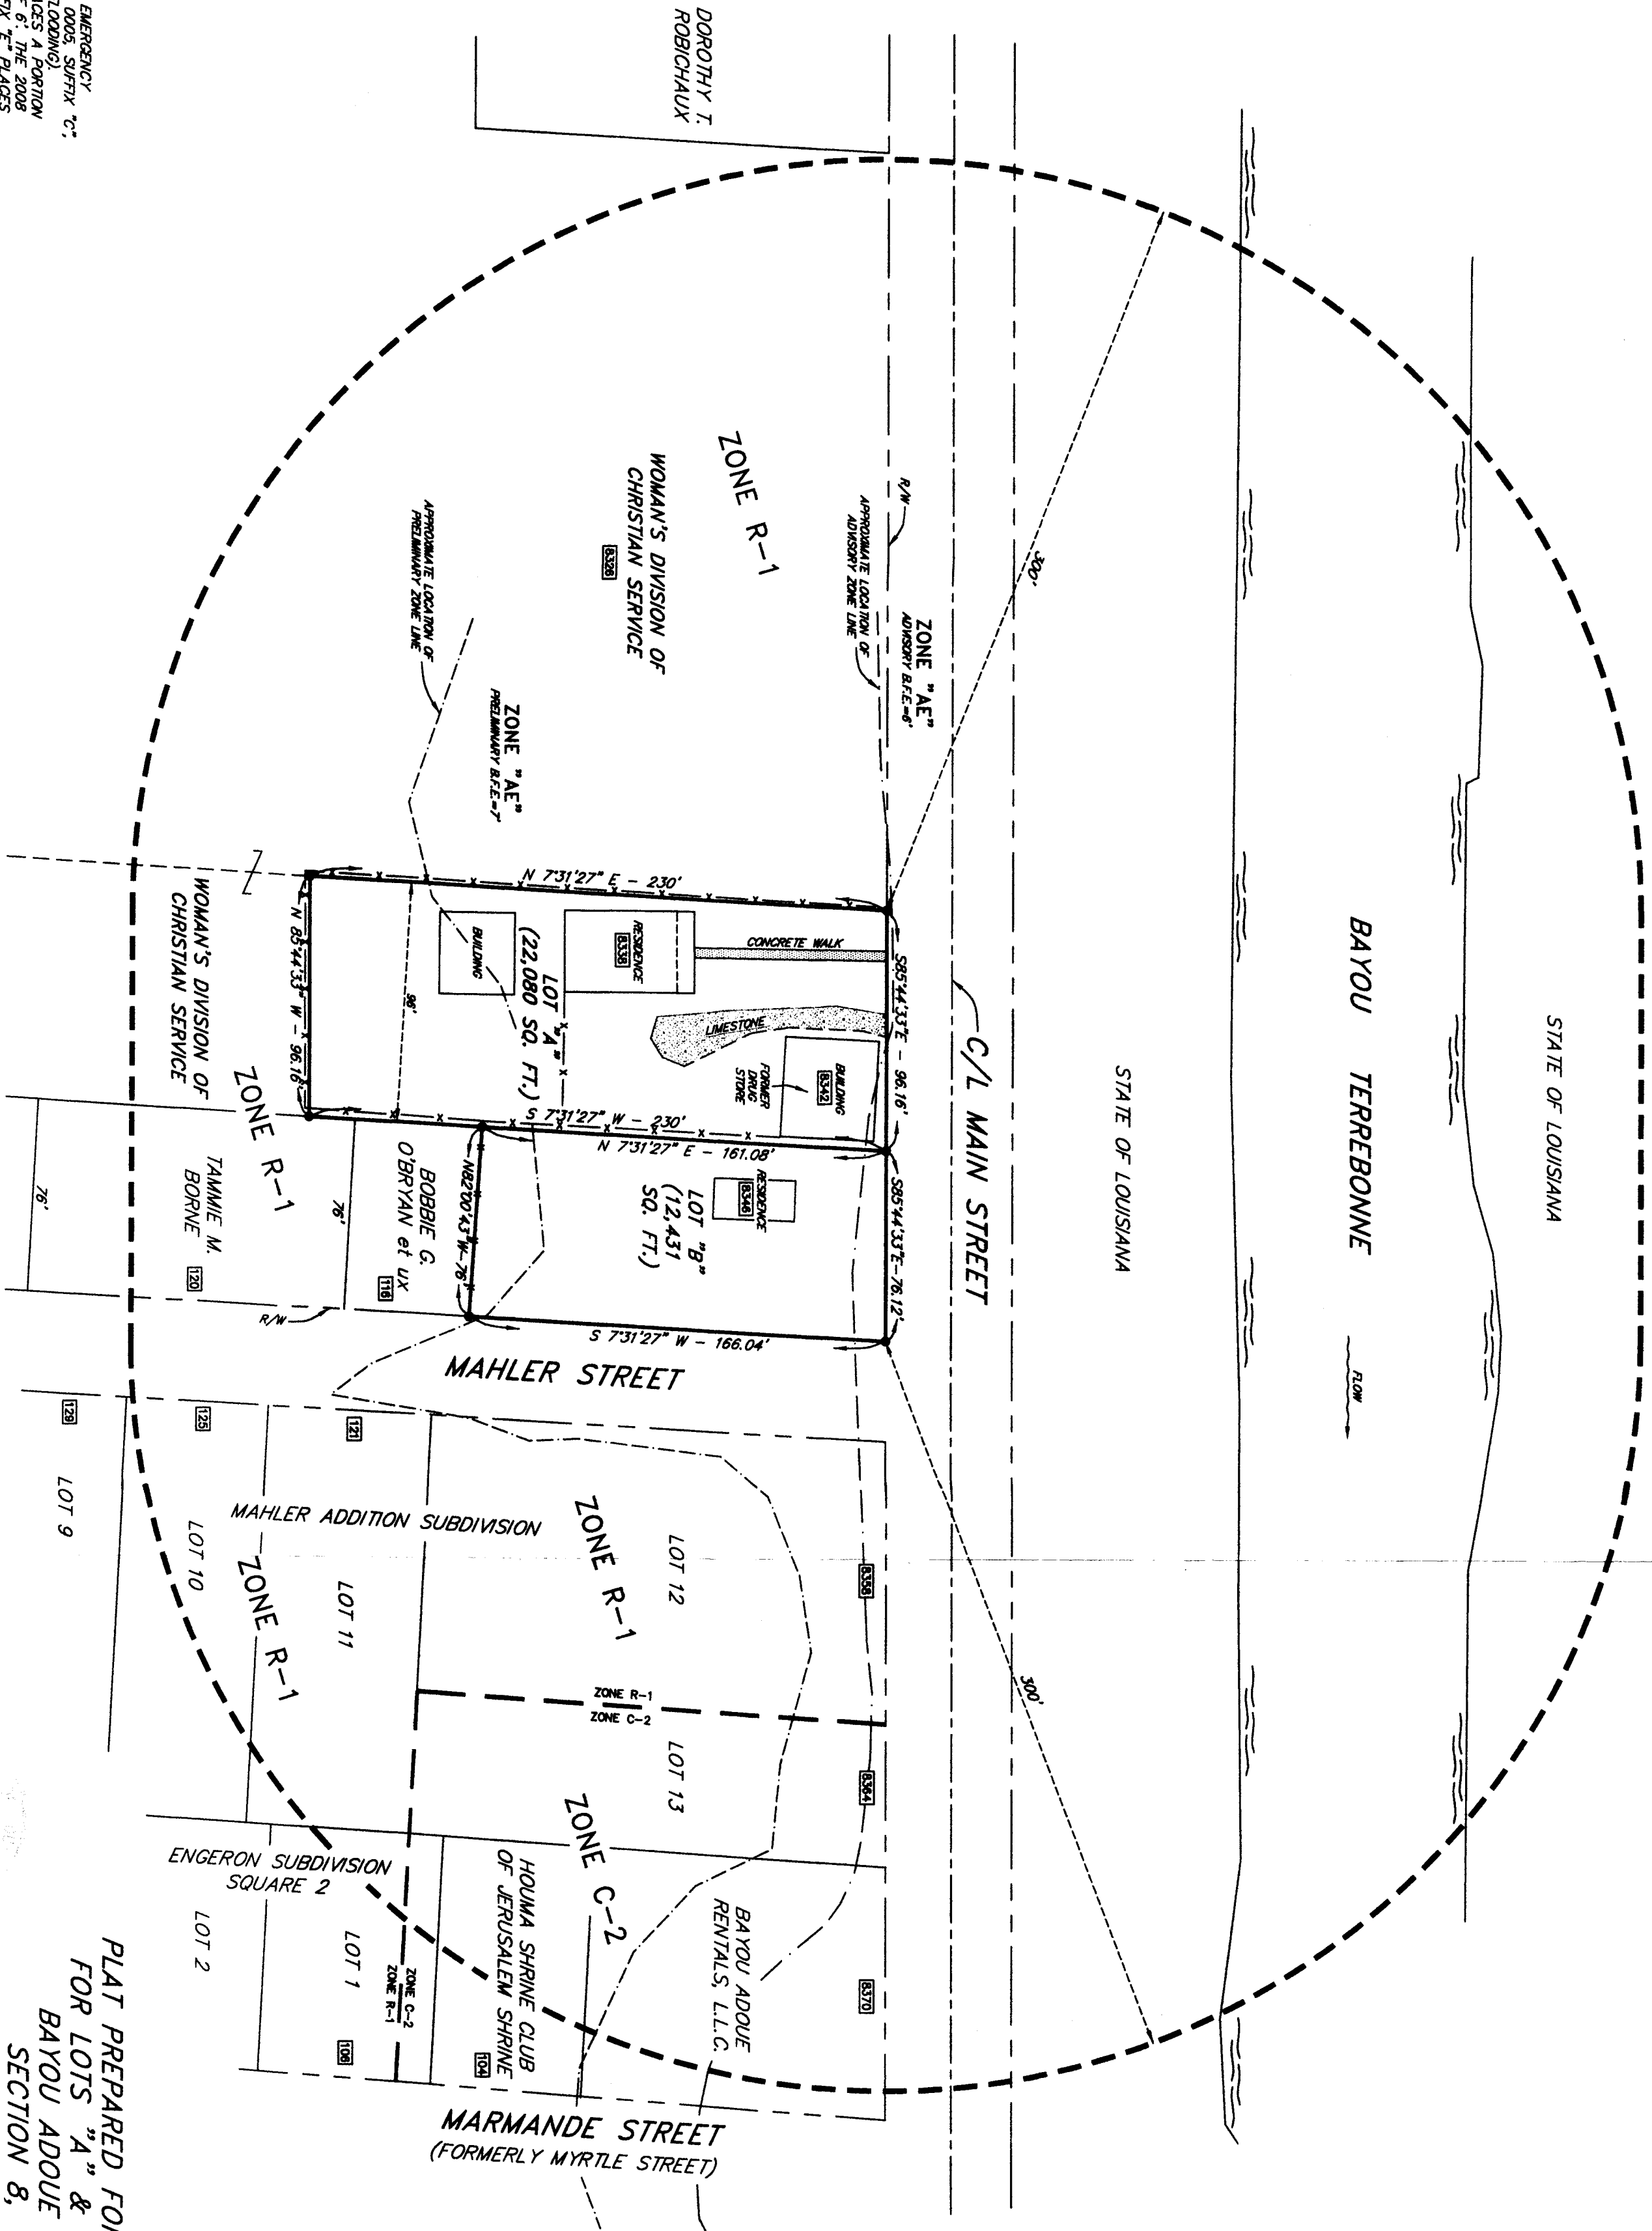 EMERGENCY
0005, SUFFIX "C",
LOODING).
CES A PORTION
F 6'. THE 2008
FIX "E" PLACES
DOROTHY T.
ROBICHAUX
STATE OF LOUISIANA
BAYOU TERREBONNE
FLOW
STATE OF LOUISIANA
C/L MAIN STREET
300'
300'
R/W
APPROXIMATE LOCATION OF
ADVISORY ZONE LINE
ZONE "AE"
ADVISORY B.F.E.=6'
ZONE R-1
WOMAN'S DIVISION OF
CHRISTIAN SERVICE
8326
APPROXIMATE LOCATION OF
PRELIMINARY ZONE LINE
ZONE "AE"
PRELIMINARY B.F.E.=7'
N 7°31'27" E - 230'
S85°44'33"E - 96.16'
CONCRETE WALK
RESIDENCE
8338
BUILDING
LOT "A"
(22,080 SQ. FT.)
LIMESTONE
BUILDING
8342
FORMER
DRUG
STORE
96'
N 85°44'33" W - 96.16'
S 7°31'27" W - 230'
N 7°31'27" E - 161.08'
S85°44'33"E-76.12'
RESIDENCE
8346
LOT "B"
(12,431
SQ. FT.)
N82°00'43"W-76'
S 7°31'27" W - 166.04'
WOMAN'S DIVISION OF
CHRISTIAN SERVICE
ZONE R-1
BOBBIE G.
O'BRYAN et ux
116
76'
TAMMIE M.
BORNE
120
76'
R/W
MAHLER STREET
121
125
129
MAHLER ADDITION SUBDIVISION
LOT 9
LOT 10
LOT 11
ZONE R-1
ZONE R-1
LOT 12
8358
ZONE R-1
ZONE C-2
LOT 13
8364
ZONE C-2
ENGERON SUBDIVISION
SQUARE 2
LOT 2
LOT 1
106
ZONE C-2
ZONE R-1
HOUMA SHRINE CLUB
OF JERUSALEM SHRINE
104
BAYOU ADOUE
RENTALS, L.L.C.
8370
MARMANDE STREET
(FORMERLY MYRTLE STREET)
PLAT PREPARED FO
FOR LOTS "A" &
BAYOU ADOUE
SECTION 8,